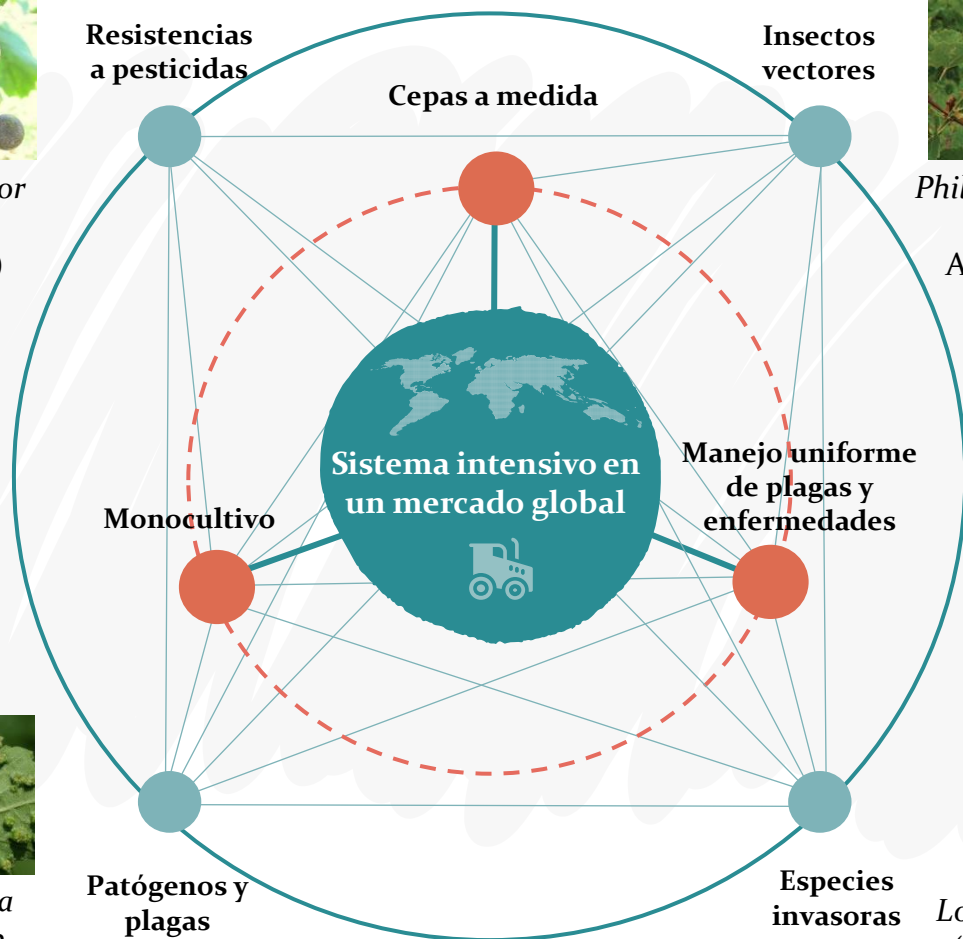 Resistencias
a pesticidas
Insectos
vectores
Cepas a medida
Sistema intensivo en
un mercado global
Manejo uniforme
de plagas y
enfermedades
Monocultivo
Patógenos y
plagas
Especies
invasoras